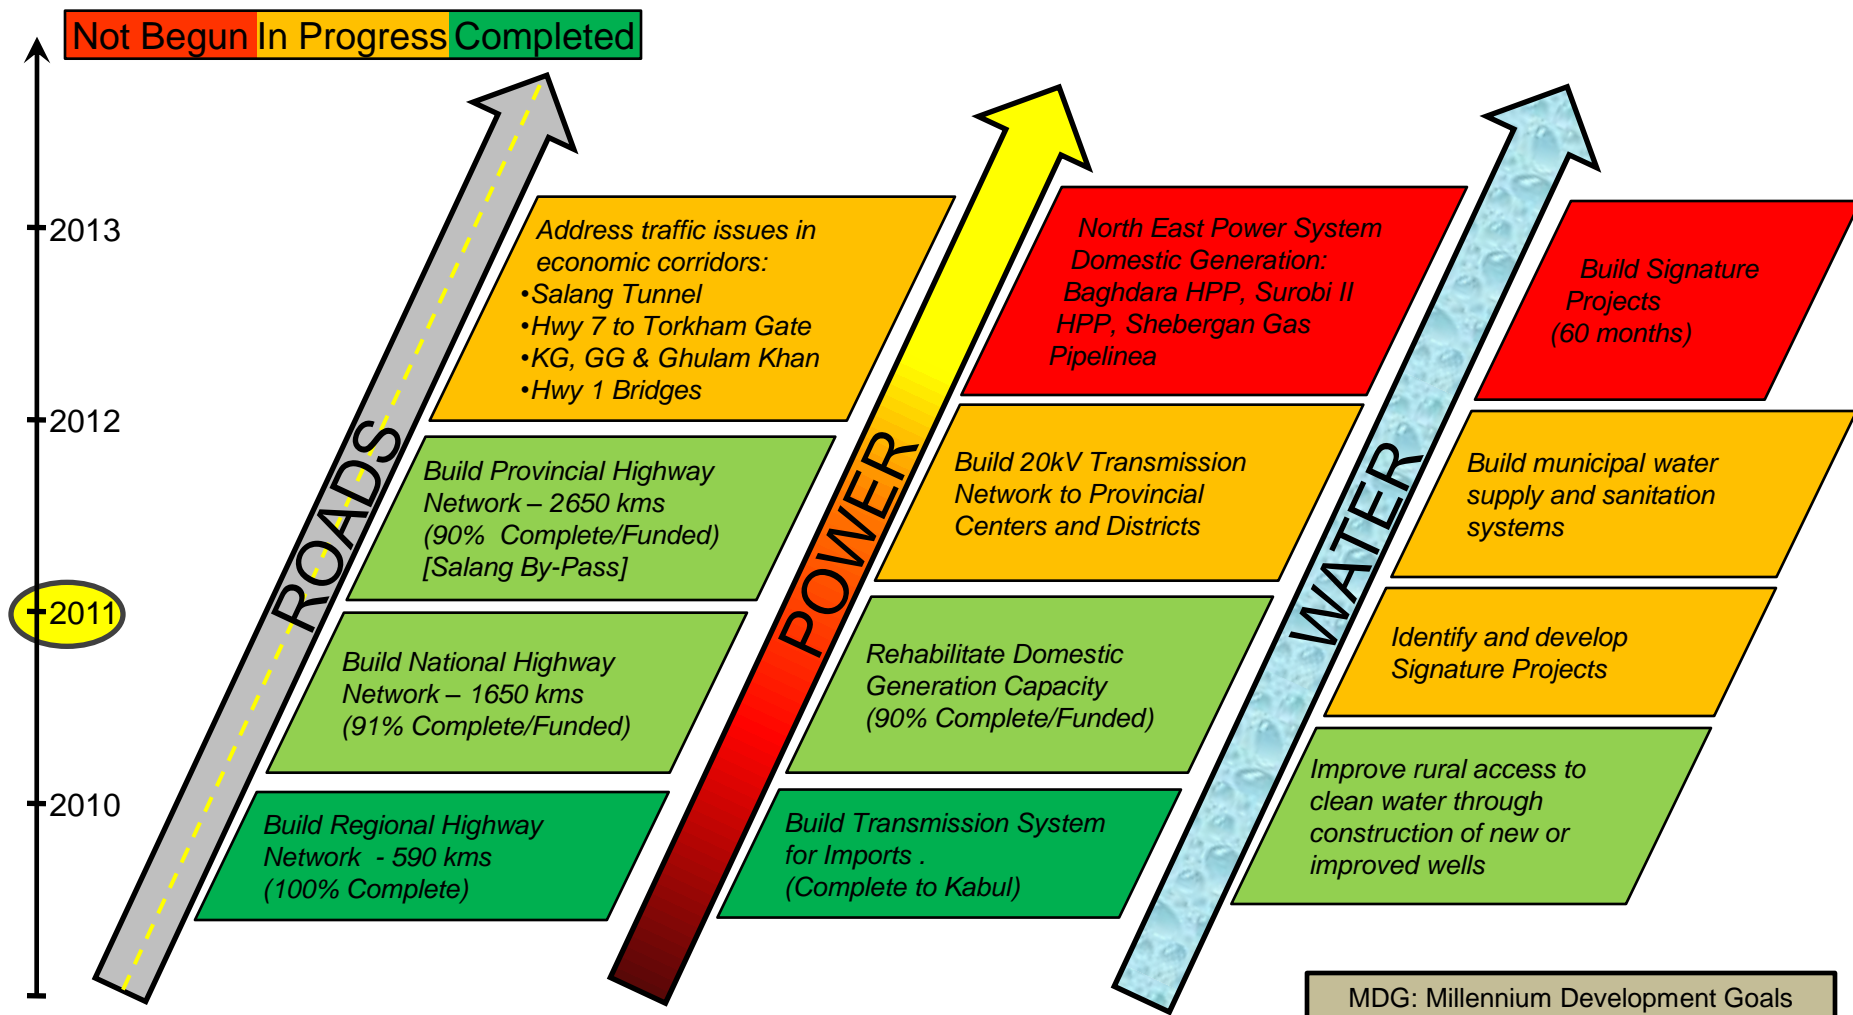 Not Begun In Progress Completed
2013
2012
2011
2010
ROADS
Address traffic issues in
economic corridors:
•Salang Tunnel
•Hwy 7 to Torkham Gate
•KG, GG & Ghulam Khan
•Hwy 1 Bridges
Build Provincial Highway
Network – 2650 kms
(90%  Complete/Funded)
[Salang By-Pass]
Build National Highway
Network – 1650 kms
(91% Complete/Funded)
Build Regional Highway
Network  - 590 kms
(100% Complete)
POWER
North East Power System
Domestic Generation:
Baghdara HPP, Surobi II
HPP, Shebergan Gas
Pipelinea
Build 20kV Transmission
Network to Provincial
Centers and Districts
Rehabilitate Domestic
Generation Capacity
(90% Complete/Funded)
Build Transmission System
for Imports .
(Complete to Kabul)
WATER
Build Signature
Projects
(60 months)
Build municipal water
supply and sanitation
systems
Identify and develop
Signature Projects
Improve rural access to
clean water through
construction of new or
improved wells
MDG: Millennium Development Goals